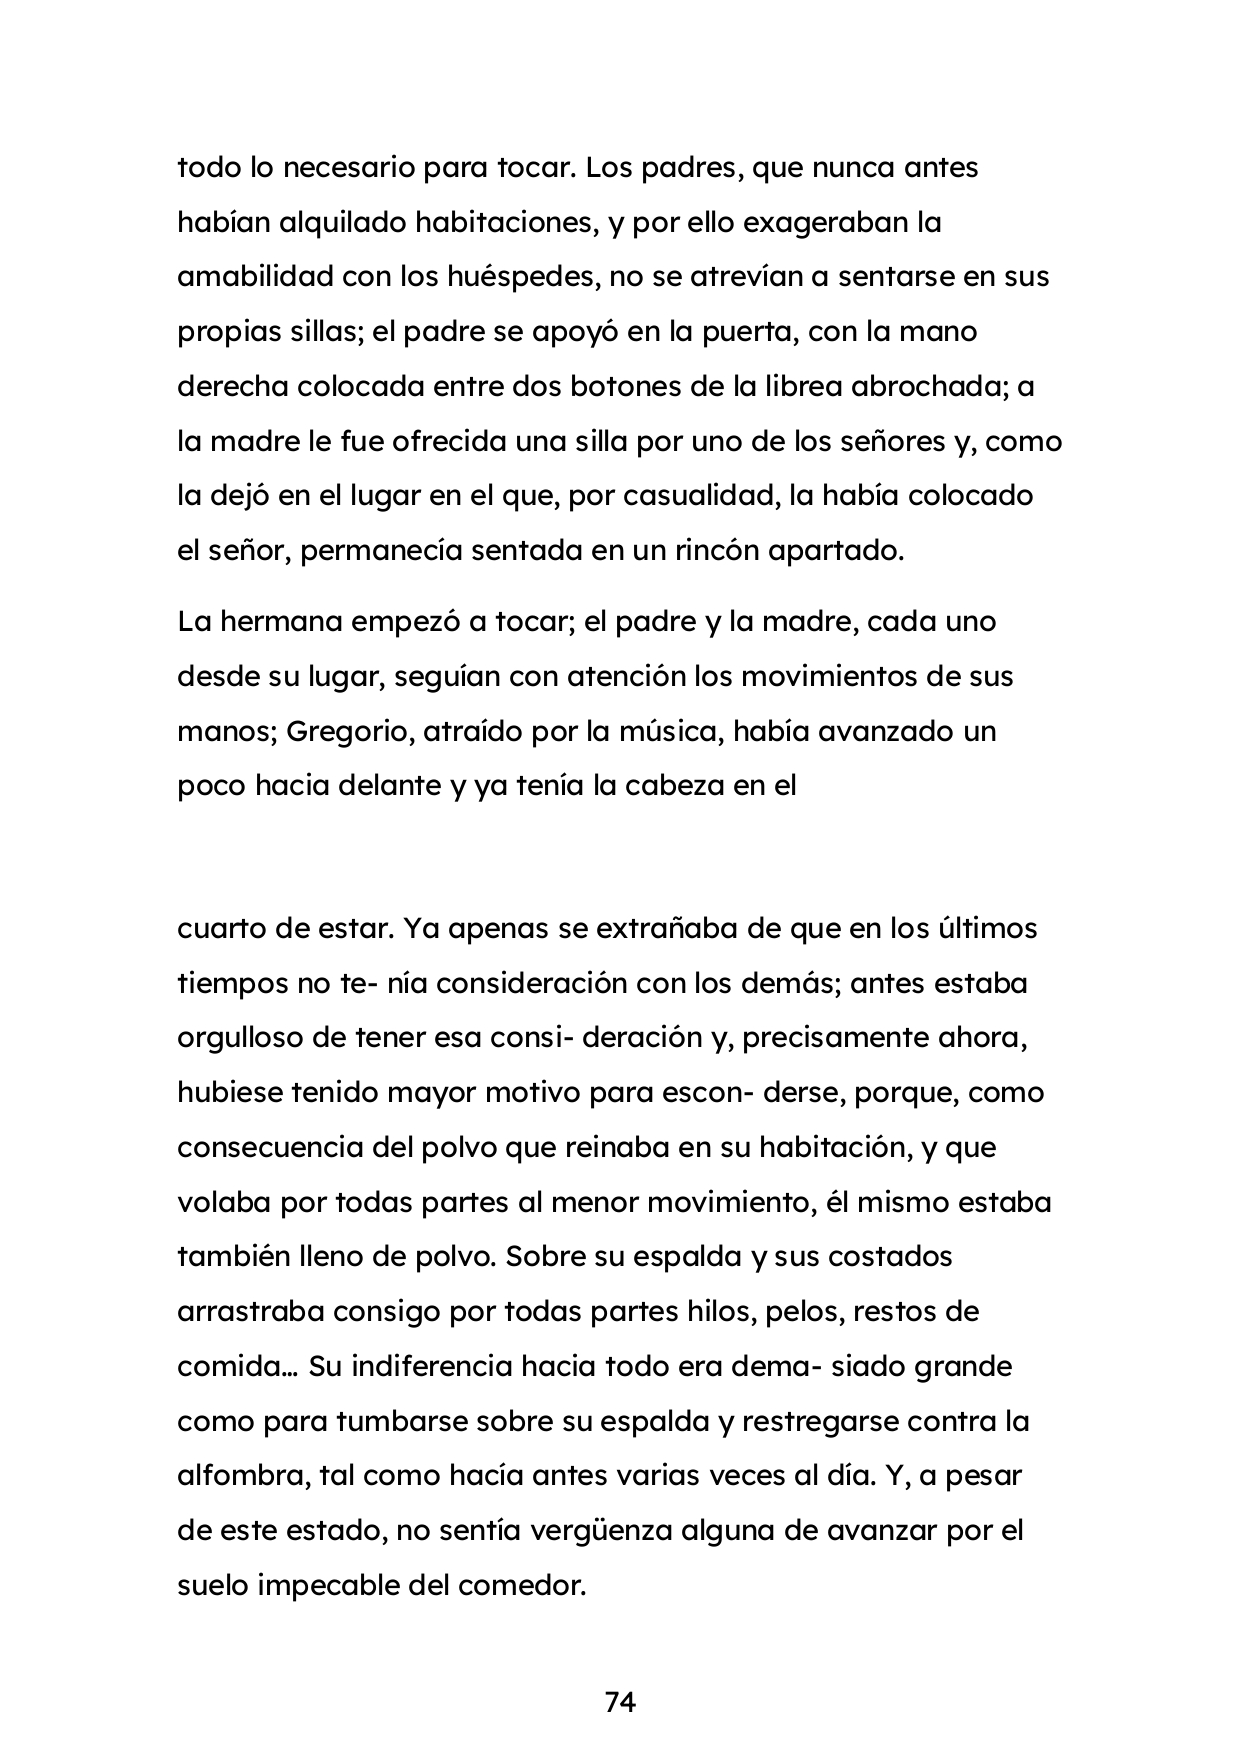 todo lo necesario para tocar. Los padres, que nunca antes
habían alquilado habitaciones, y por ello exageraban la
amabilidad con los huéspedes, no se atrevían a sentarse en sus
propias sillas; el padre se apoyó en la puerta, con la mano
derecha colocada entre dos botones de la librea abrochada; a
la madre le fue ofrecida una silla por uno de los señores y, como
la dejó en el lugar en el que, por casualidad, la había colocado
el señor, permanecía sentada en un rincón apartado.
La hermana empezó a tocar; el padre y la madre, cada uno
desde su lugar, seguían con atención los movimientos de sus
manos; Gregorio, atraído por la música, había avanzado un
poco hacia delante y ya tenía la cabeza en el
cuarto de estar. Ya apenas se extrañaba de que en los últimos
tiempos no te- nía consideración con los demás; antes estaba
orgulloso de tener esa consi- deración y, precisamente ahora,
hubiese tenido mayor motivo para escon- derse, porque, como
consecuencia del polvo que reinaba en su habitación, y que
volaba por todas partes al menor movimiento, él mismo estaba
también lleno de polvo. Sobre su espalda y sus costados
arrastraba consigo por todas partes hilos, pelos, restos de
comida… Su indiferencia hacia todo era dema- siado grande
como para tumbarse sobre su espalda y restregarse contra la
alfombra, tal como hacía antes varias veces al día. Y, a pesar
de este estado, no sentía vergüenza alguna de avanzar por el
suelo impecable del comedor.
74